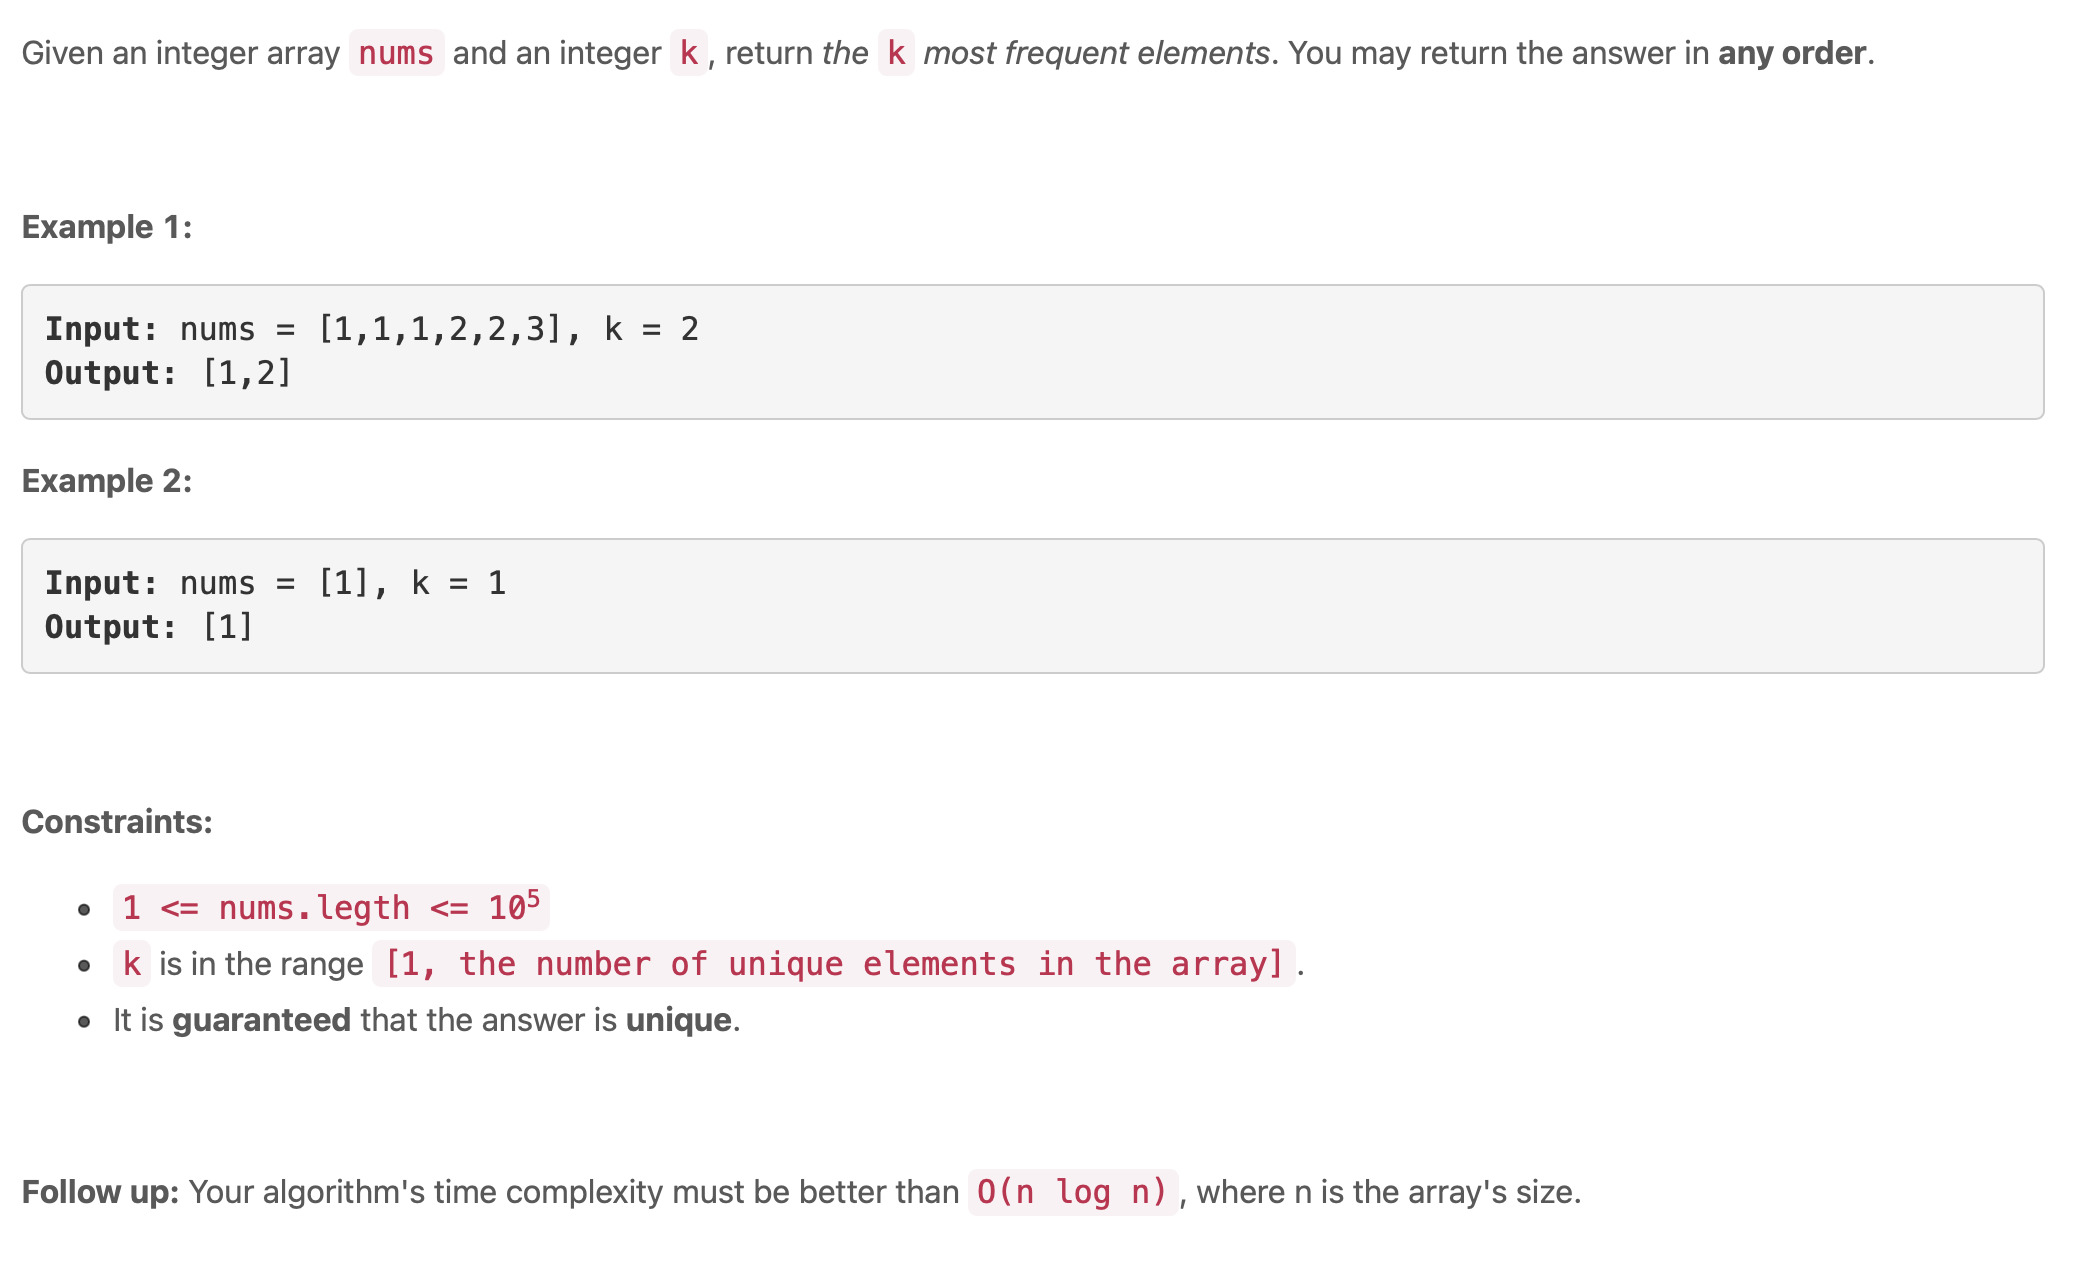 Given an integer array nums and an integer k, return the k most frequent elements. You may return the answer in any order.
Example 1:
Input: nums = [1,1,1,2,2,3], k = 2
Output: [1,2]
Example 2:
Input: nums = [1], k = 1
Output: [1]
Constraints:
• 1 <= nums.legth <= 10⁵
• k is in the range [1, the number of unique elements in the array].
• It is guaranteed that the answer is unique.
Follow up: Your algorithm's time complexity must be better than O(n log n), where n is the array's size.